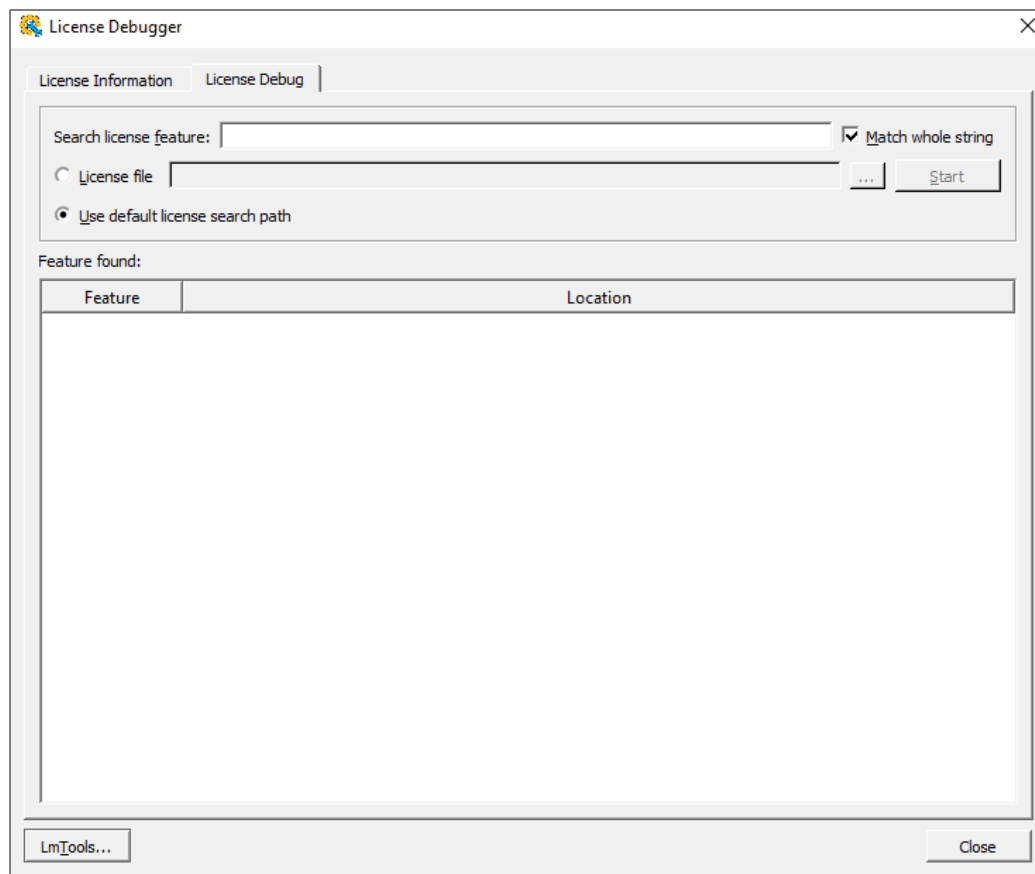 License Debugger
License Information License Debug
Search license feature: Match whole string
License file ... Start
Use default license search path
Feature found:
Feature Location
LmTools... Close